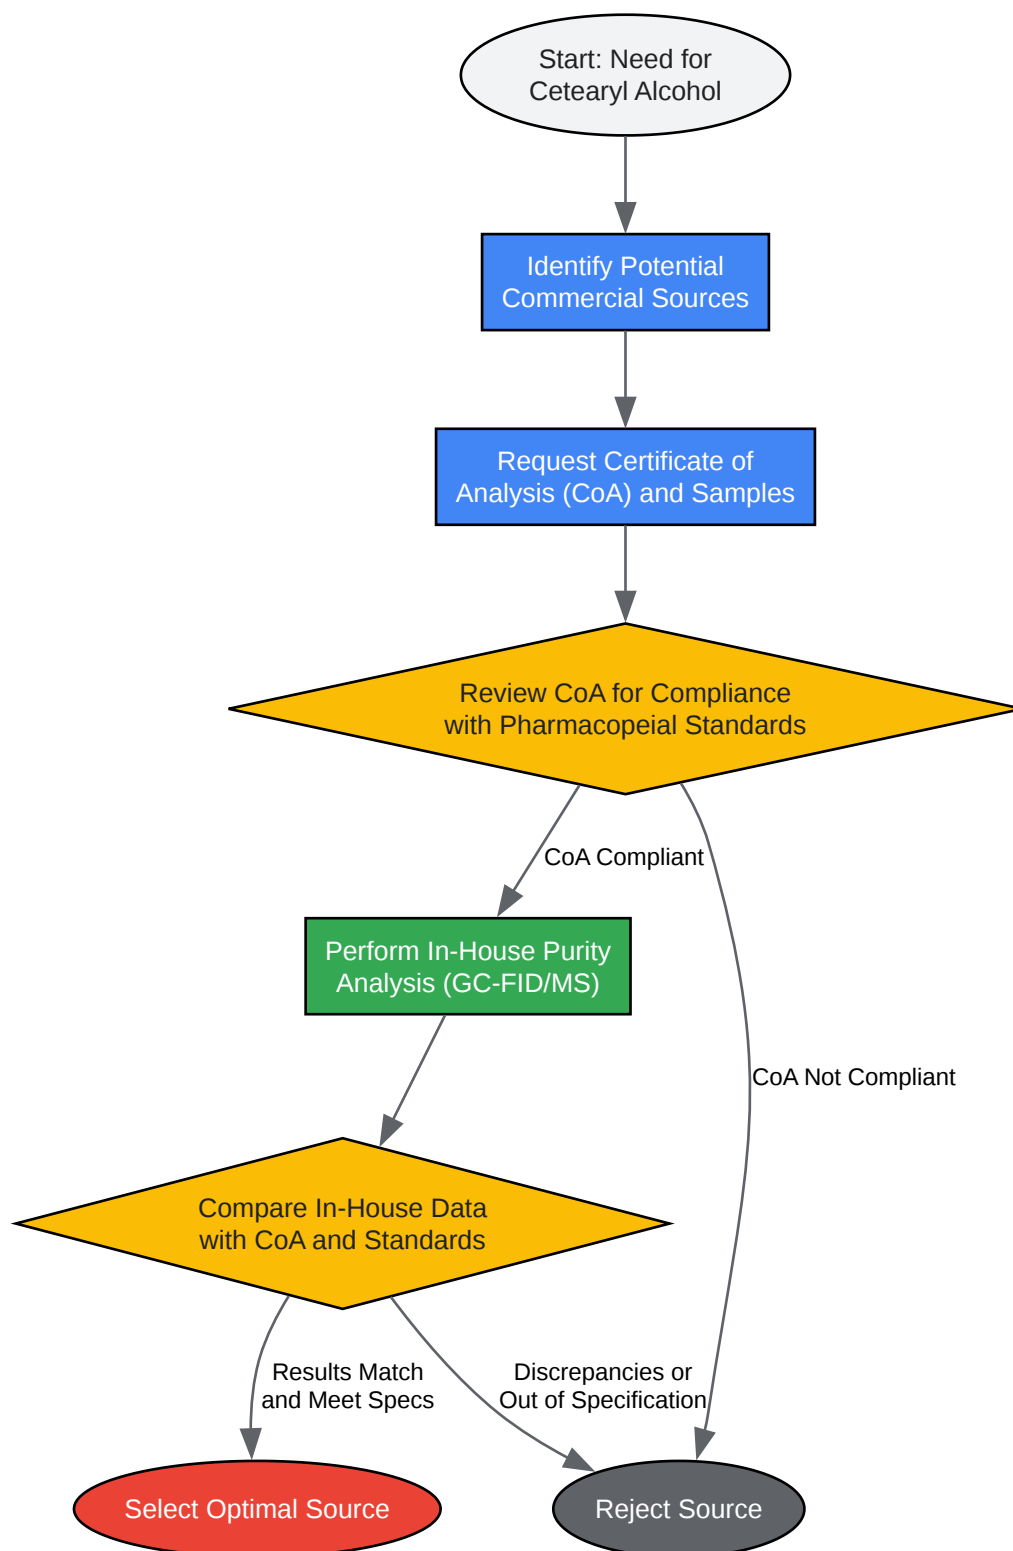 Start: Need for
Cetearyl Alcohol
Identify Potential
Commercial Sources
Request Certificate of
Analysis (CoA) and Samples
Review CoA for Compliance
with Pharmacopeial Standards
CoA Compliant
Perform In-House Purity
Analysis (GC-FID/MS)
CoA Not Compliant
Compare In-House Data
with CoA and Standards
Results Match
and Meet Specs
Discrepancies or
Out of Specification
Select Optimal Source
Reject Source